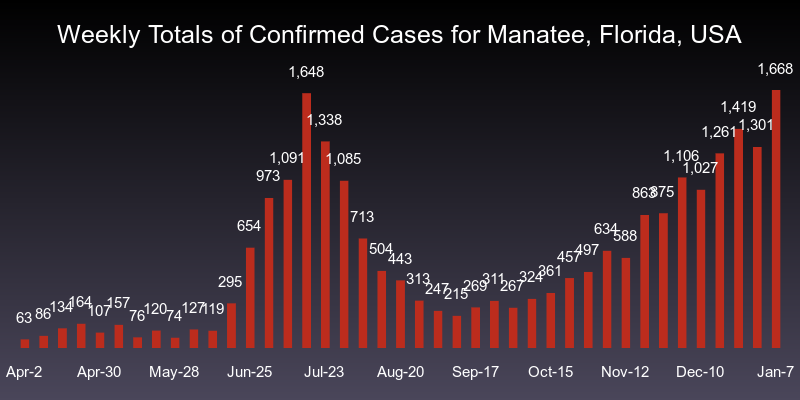 Weekly Totals of Confirmed Cases for Manatee, Florida, USA
63 86 134 164 107 157 76 120 74 127 119 295 654 973 1,091 1,648 1,338 1,085 713 504 443 313 247 215 269 311 267 324 361 457 497 634 588 863 875 1,106 1,027 1,261 1,419 1,301 1,668
Apr-2 Apr-30 May-28 Jun-25 Jul-23 Aug-20 Sep-17 Oct-15 Nov-12 Dec-10 Jan-7